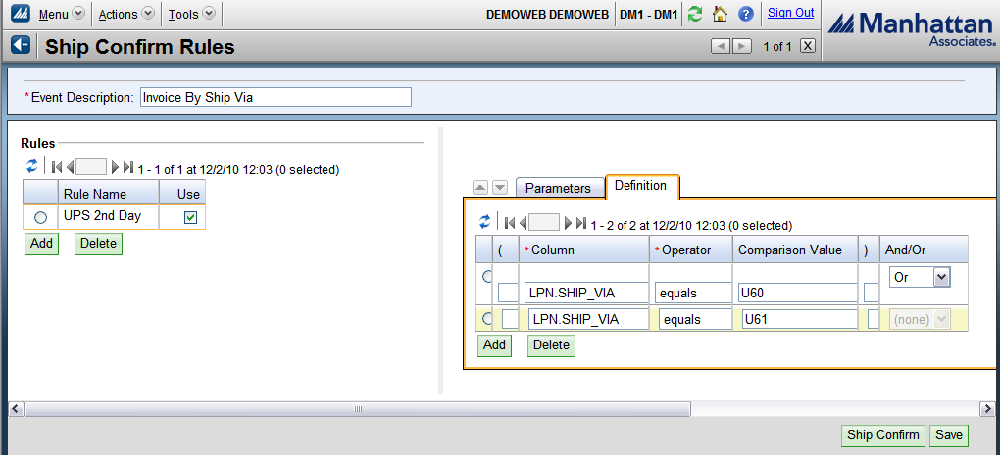 Menu Actions Tools DEMOWEB DEMOWEB DM1 - DM1 Sign Out
Manhattan
Associates®
Ship Confirm Rules 1 of 1 X
*Event Description: Invoice By Ship Via
Rules
1 - 1 of 1 at 12/2/10 12:03 (0 selected)
Rule Name Use
UPS 2nd Day
Add Delete
Parameters Definition
1 - 2 of 2 at 12/2/10 12:03 (0 selected)
( *Column *Operator Comparison Value ) And/Or
LPN.SHIP_VIA equals U60 Or
LPN.SHIP_VIA equals U61 (none)
Add Delete
Ship Confirm Save